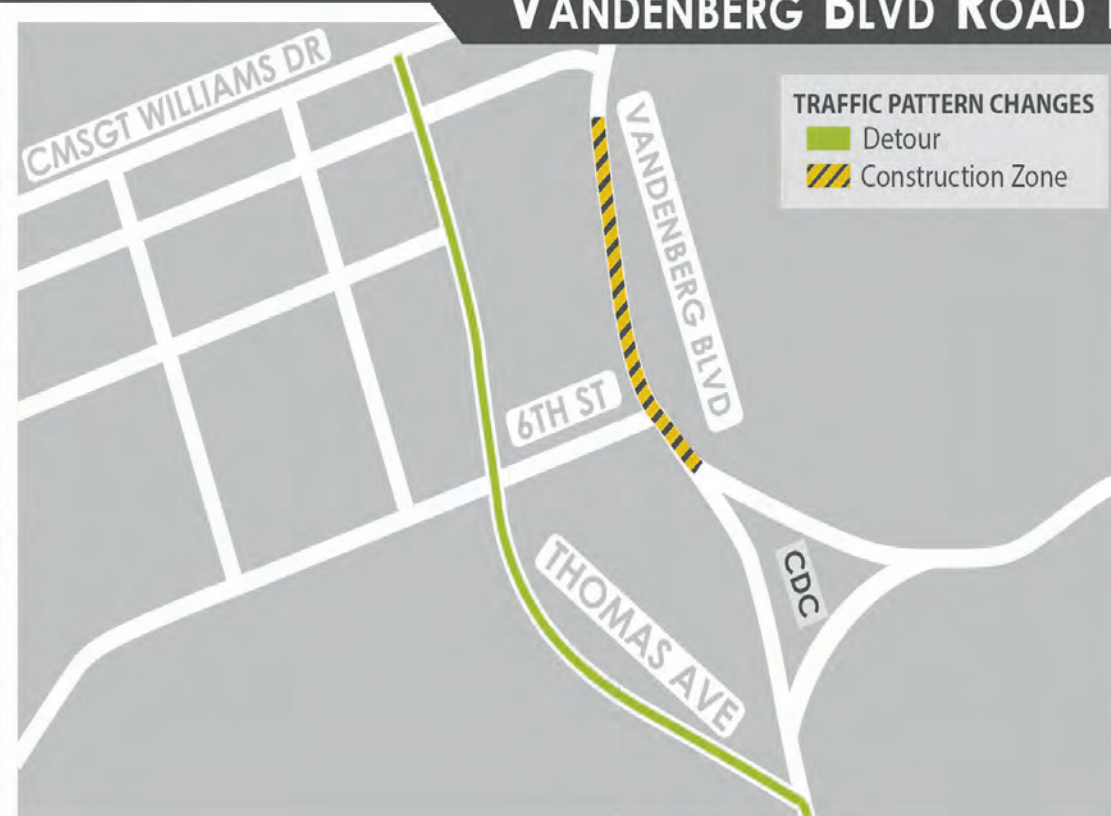 VANDENBERG BLVD ROAD
CMSGT WILLIAMS DR
TRAFFIC PATTERN CHANGES
Detour
Construction Zone
VANDENBERG BLVD
6TH ST
THOMAS AVE
CDC